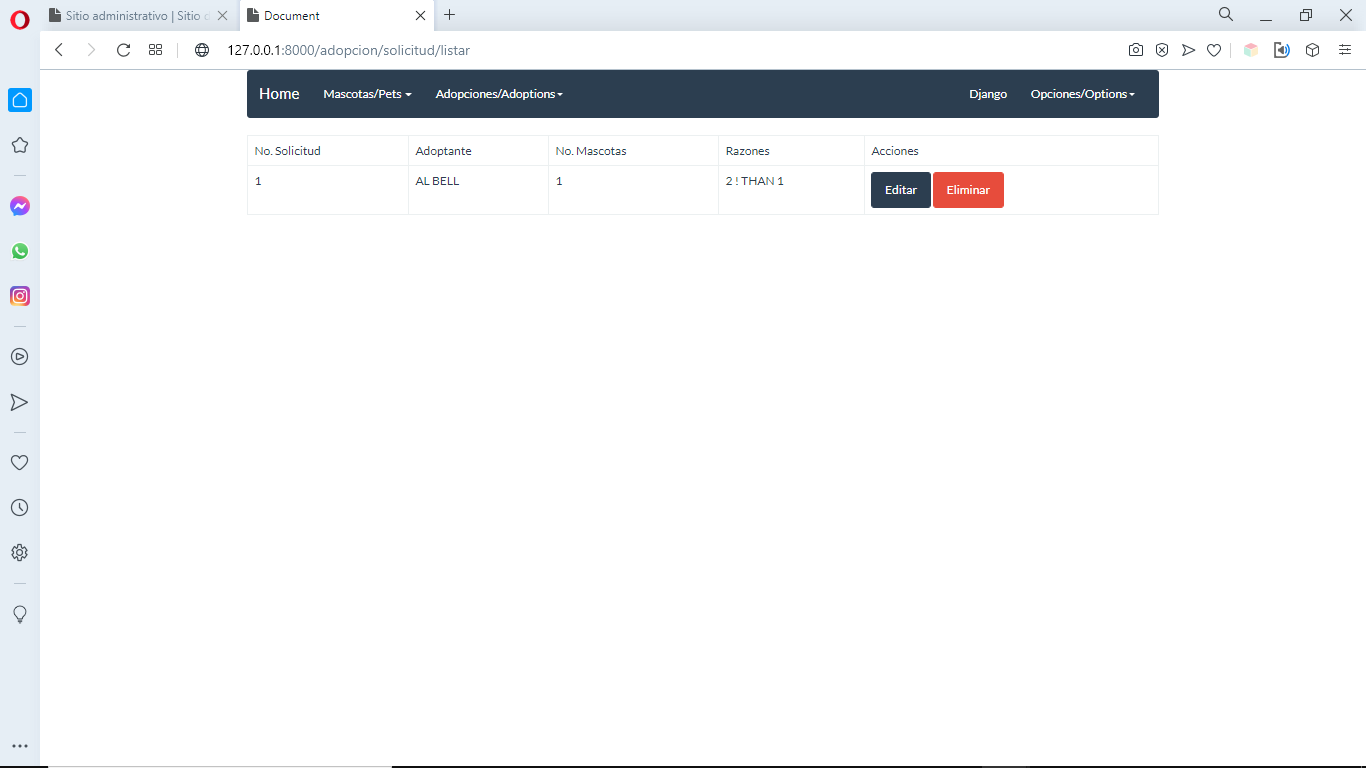 Sitio administrativo | Sitio d
Document
127.0.0.1:8000/adopcion/solicitud/listar
Home Mascotas/Pets Adopciones/Adoptions Django Opciones/Options
No. Solicitud Adoptante No. Mascotas Razones Acciones
1 AL BELL 1 2 ! THAN 1 Editar Eliminar